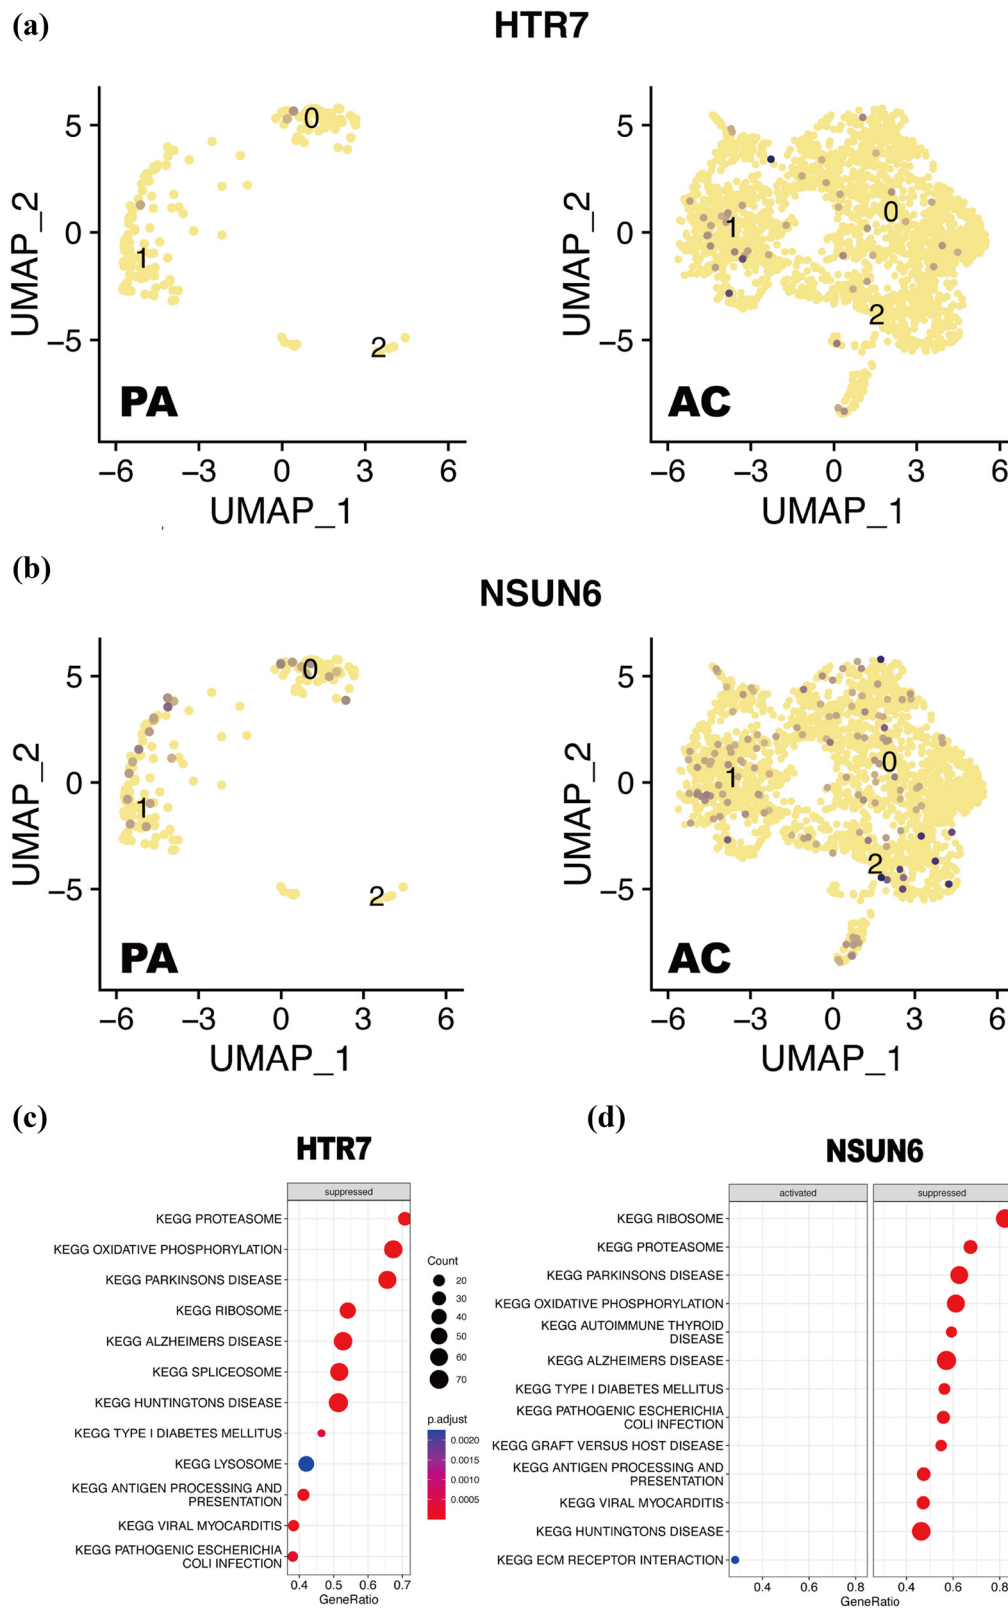 (a)
HTR7
UMAP_2
5
0
−5
0
1
2
PA
−6 −3 0 3 6
UMAP_1
UMAP_2
5
0
−5
1
0
2
AC
−6 −3 0 3 6
UMAP_1
(b)
NSUN6
UMAP_2
5
0
−5
0
1
2
PA
−6 −3 0 3 6
UMAP_1
UMAP_2
5
0
−5
1
0
2
AC
−6 −3 0 3 6
UMAP_1
(c)
HTR7
suppressed
KEGG PROTEASOME
KEGG OXIDATIVE PHOSPHORYLATION
KEGG PARKINSONS DISEASE
KEGG RIBOSOME
KEGG ALZHEIMERS DISEASE
KEGG SPLICEOSOME
KEGG HUNTINGTONS DISEASE
KEGG TYPE I DIABETES MELLITUS
KEGG LYSOSOME
KEGG ANTIGEN PROCESSING AND
PRESENTATION
KEGG VIRAL MYOCARDITIS
KEGG PATHOGENIC ESCHERICHIA
COLI INFECTION
0.4 0.5 0.6 0.7
GeneRatio
Count
20
30
40
50
60
70
p.adjust
0.0020
0.0015
0.0010
0.0005
(d)
NSUN6
activated
suppressed
KEGG RIBOSOME
KEGG PROTEASOME
KEGG PARKINSONS DISEASE
KEGG OXIDATIVE PHOSPHORYLATION
KEGG AUTOIMMUNE THYROID
DISEASE
KEGG ALZHEIMERS DISEASE
KEGG TYPE I DIABETES MELLITUS
KEGG PATHOGENIC ESCHERICHIA
COLI INFECTION
KEGG GRAFT VERSUS HOST DISEASE
KEGG ANTIGEN PROCESSING AND
PRESENTATION
KEGG VIRAL MYOCARDITIS
KEGG HUNTINGTONS DISEASE
KEGG ECM RECEPTOR INTERACTION
0.4 0.6 0.8 0.4 0.6 0.8
GeneRatio